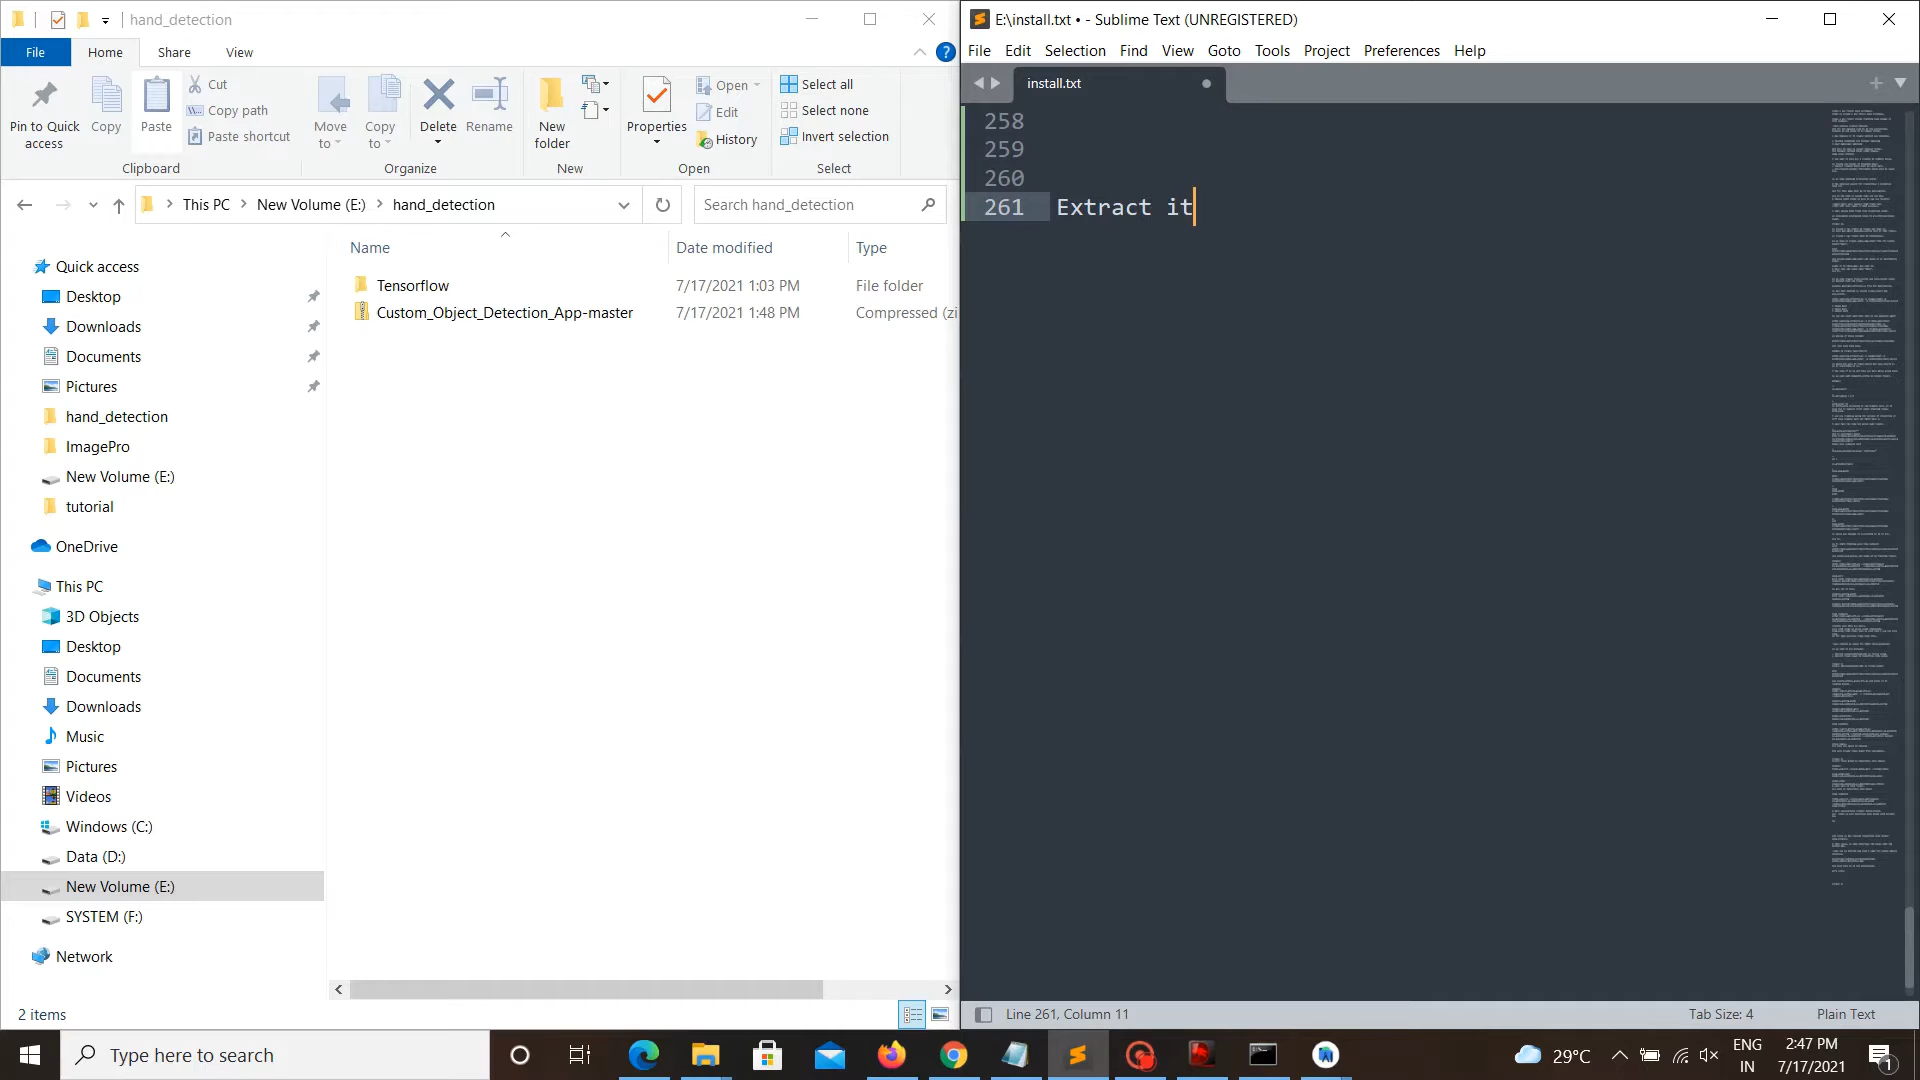 hand_detection
File
Home
Share
View
Pin to Quick access
Copy
Paste
Cut
Copy path
Paste shortcut
Clipboard
Move to
Copy to
Delete
Rename
Organize
New folder
New
Properties
Open
Edit
History
Open
Select all
Select none
Invert selection
Select
This PC
New Volume (E:)
hand_detection
Search hand_detection
Name
Date modified
Type
Tensorflow
7/17/2021 1:03 PM
File folder
Custom_Object_Detection_App-master
7/17/2021 1:48 PM
Compressed (zi
Quick access
Desktop
Downloads
Documents
Pictures
hand_detection
ImagePro
New Volume (E:)
tutorial
OneDrive
This PC
3D Objects
Desktop
Documents
Downloads
Music
Pictures
Videos
Windows (C:)
Data (D:)
New Volume (E:)
SYSTEM (F:)
Network
2 items
E:\install.txt • - Sublime Text (UNREGISTERED)
File Edit Selection Find View Goto Tools Project Preferences Help
install.txt
258
259
260
261 Extract it
Line 261, Column 11
Tab Size: 4
Plain Text
Type here to search
29°C
ENG
IN
2:47 PM
7/17/2021
1